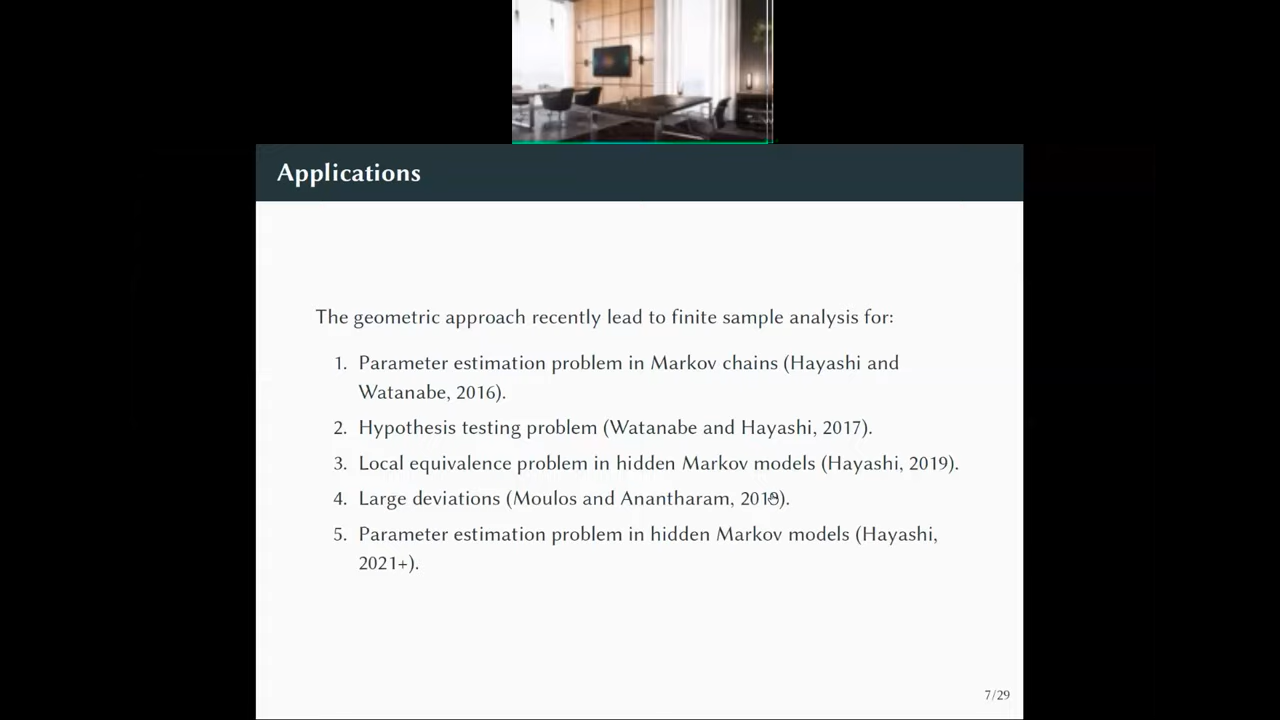 Applications
The geometric approach recently lead to finite sample analysis for:
1. Parameter estimation problem in Markov chains (Hayashi and
Watanabe, 2016).
2. Hypothesis testing problem (Watanabe and Hayashi, 2017).
3. Local equivalence problem in hidden Markov models (Hayashi, 2019).
4. Large deviations (Moulos and Anantharam,
5. Parameter estimation problem in hidden Markov models (Hayashi,
2021+).
7/29